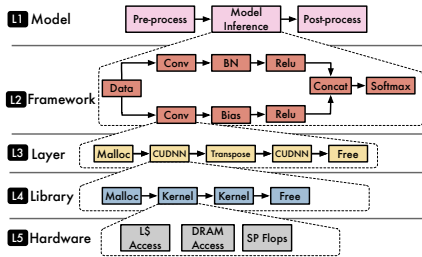 L1 Model
Pre-process
Model
Inference
Post-process
L2 Framework
Data
Conv
BN
Relu
Conv
Bias
Relu
Concat
Softmax
L3 Layer
Malloc
CUDNN
Transpose
CUDNN
Free
L4 Library
Malloc
Kernel
Kernel
Free
L5 Hardware
L$
Access
DRAM
Access
SP Flops